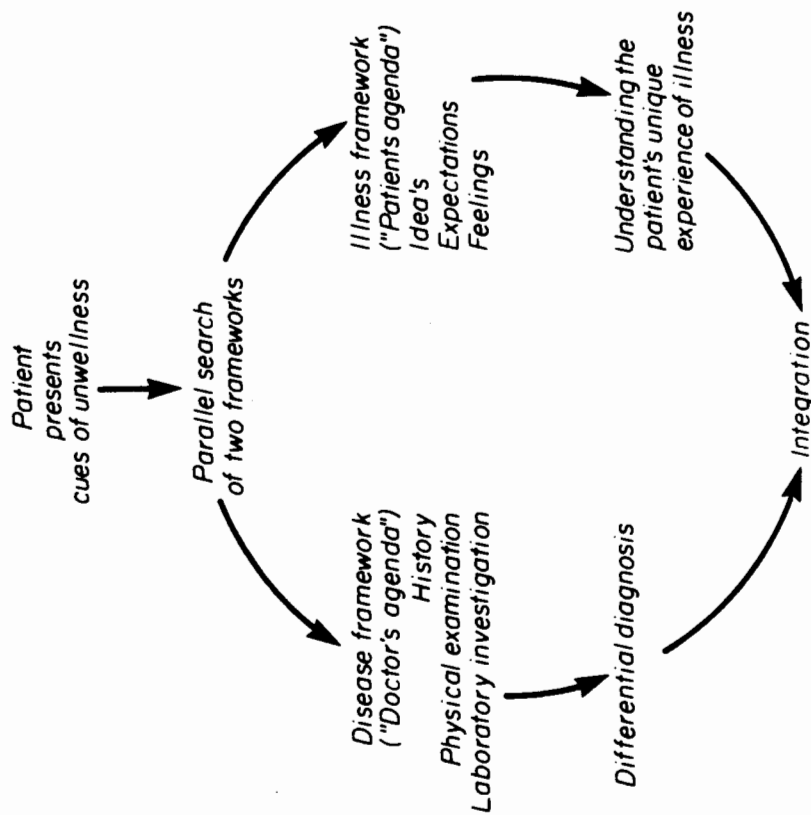 Patient
presents
cues of unwellness
Parallel search
of two frameworks
Disease framework
("Doctor's agenda")
History
Physical examination
Laboratory investigation
Differential diagnosis
Illness framework
("Patients agenda")
Idea's
Expectations
Feelings
Understanding the
patient's unique
experience of illness
Integration